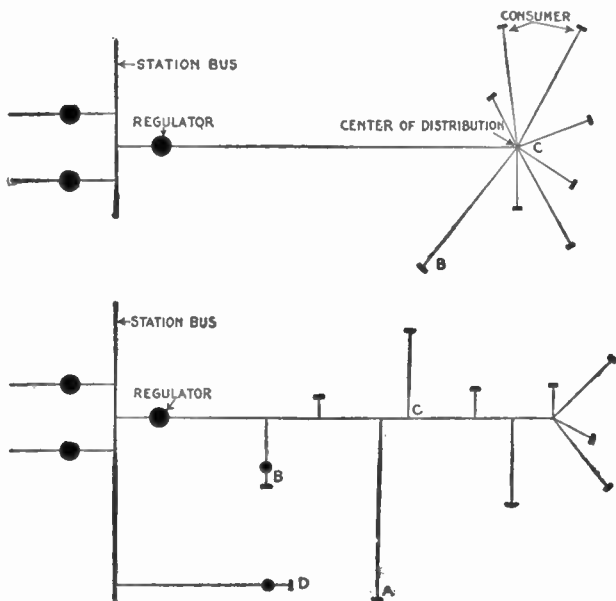 CONSUMER
STATION BUS
REGULATOR
CENTER OF DISTRIBUTION
C
B
STATION BUS
REGULATOR
C
B
D
A